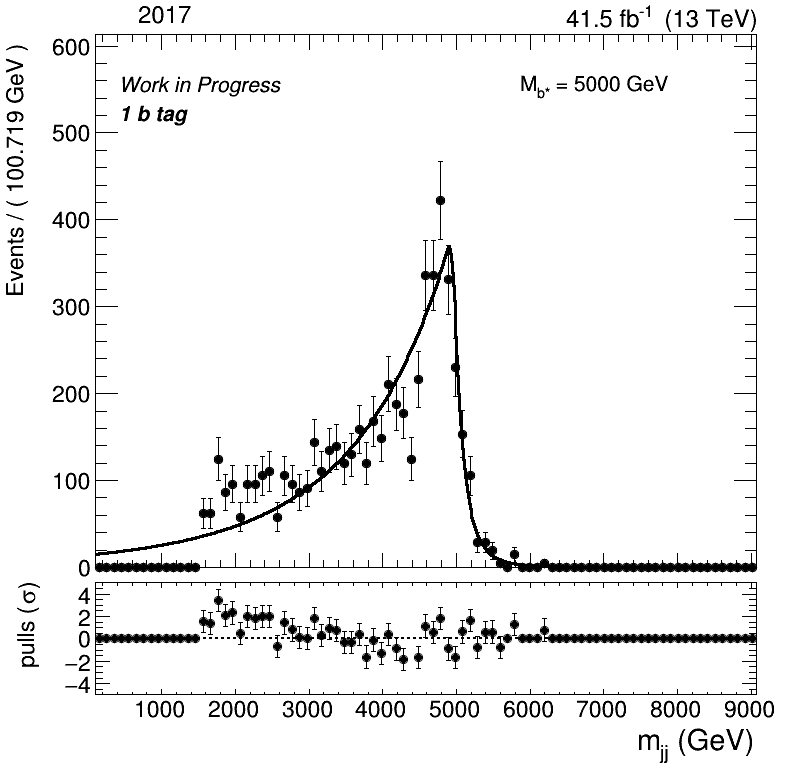 2017
41.5 fb⁻¹ (13 TeV)
Events / ( 100.719 GeV )
600
500
400
300
200
100
0
Work in Progress
1 b tag
M_b* = 5000 GeV
pulls (σ)
4
2
0
−2
−4
1000 2000 3000 4000 5000 6000 7000 8000 9000
m_jj (GeV)